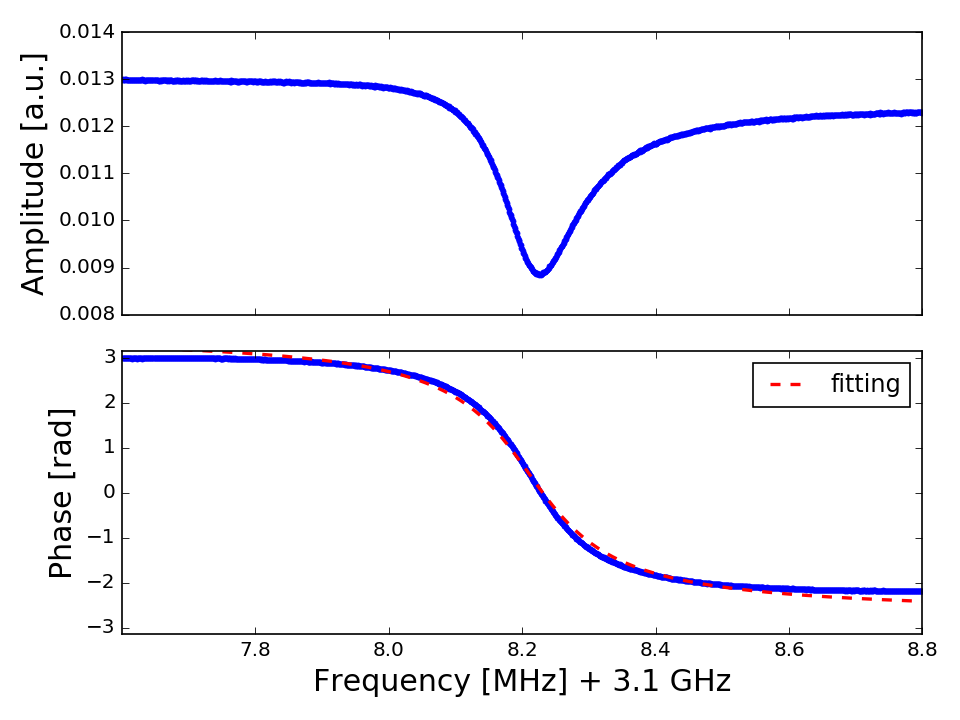 Amplitude [a.u.]
0.014
0.013
0.012
0.011
0.010
0.009
0.008
Phase [rad]
3
2
1
0
−1
−2
−3
fitting
7.8 8.0 8.2 8.4 8.6 8.8
Frequency [MHz] + 3.1 GHz